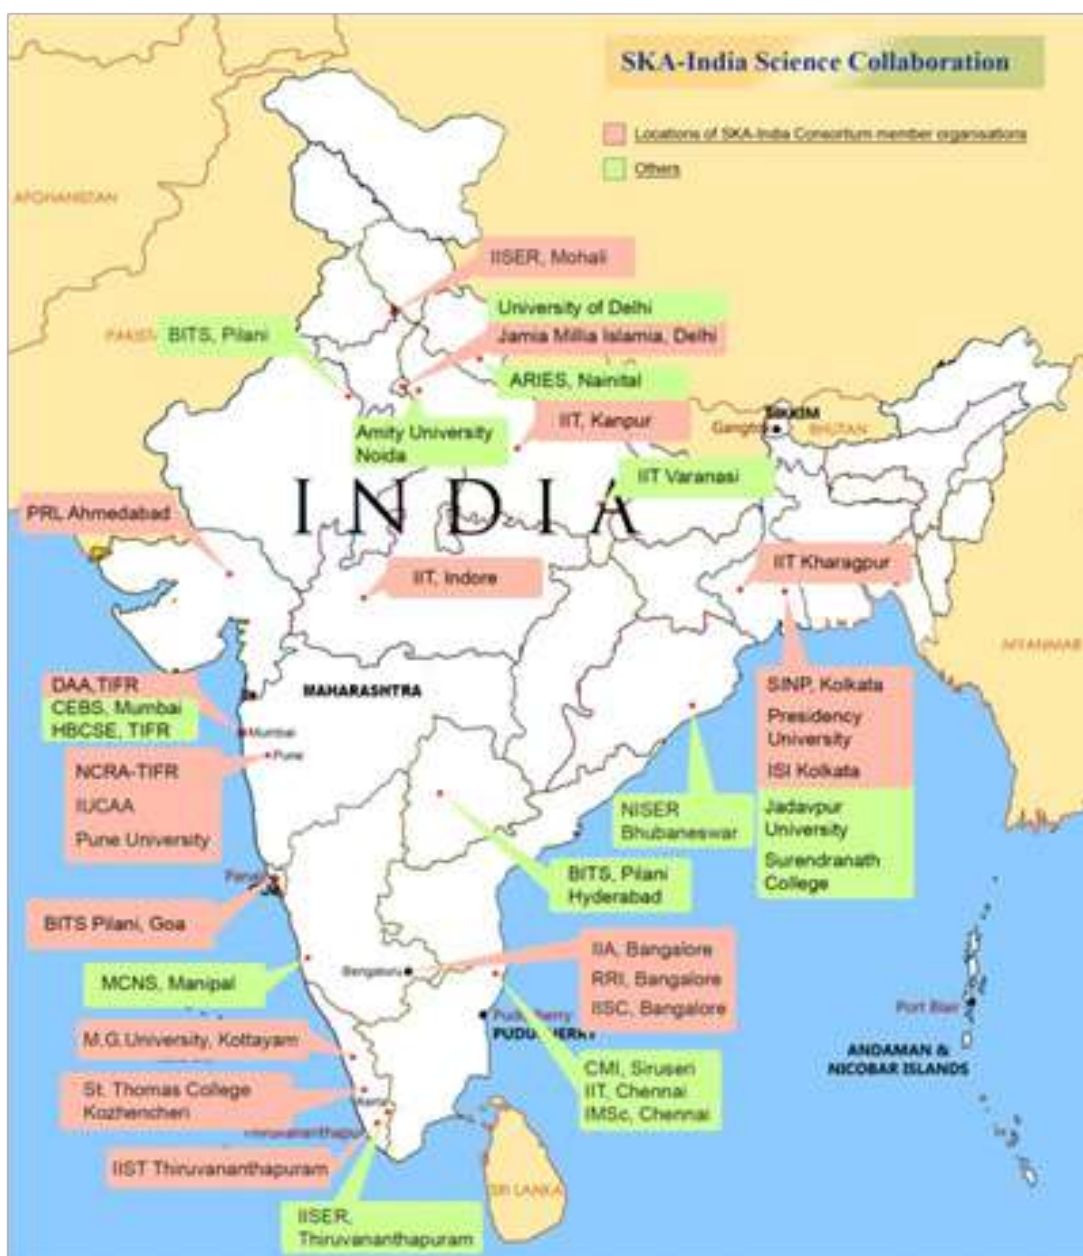 SKA-India Science Collaboration
Locations of SKA-India Consortium member organisations
Others
AFGHANISTAN
IISER, Mohali
University of Delhi
BITS, Pilani
Jamia Millia Islamia, Delhi
ARIES, Nainital
IIT, Kanpur
SIKKIM
Gangtok
BHUTAN
Amity University
Noida
IIT Varanasi
INDIA
PRL Ahmedabad
IIT, Indore
IIT Kharagpur
MYANMAR
DAA,TIFR
CEBS, Mumbai
HBCSE, TIFR
MAHARASHTRA
Mumbai
Pune
SINP, Kolkata
Presidency
University
ISI Kolkata
Jadavpur
University
Surendranath
College
NCRA-TIFR
IUCAA
Pune University
NISER
Bhubaneswar
BITS, Pilani
Hyderabad
BITS Pilani, Goa
IIA, Bangalore
RRI, Bangalore
IISC, Bangalore
Bengaluru
MCNS, Manipal
Port Blair
ANDAMAN &
NICOBAR ISLANDS
M.G.University, Kottayam
CMI, Siruseri
IIT, Chennai
IMSc, Chennai
St. Thomas College
Kozhencheri
IIST Thiruvananthapuram
SRI LANKA
IISER,
Thiruvananthapuram